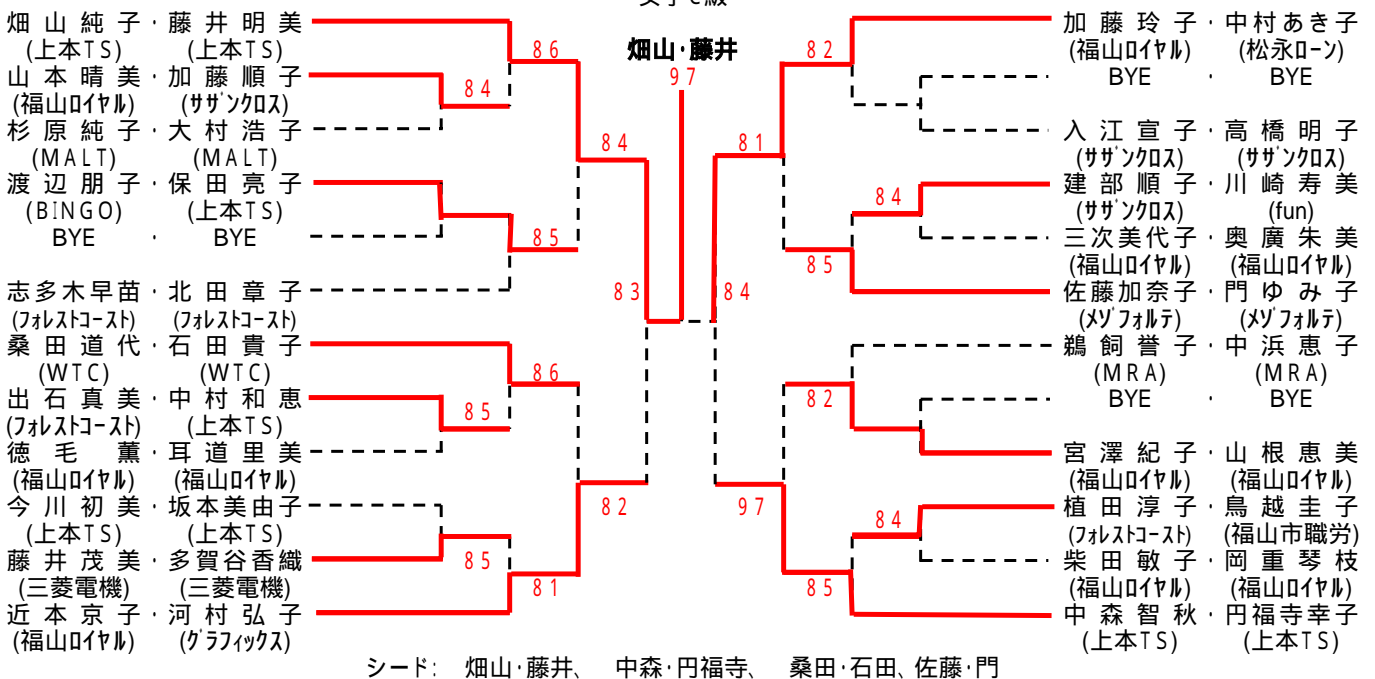 畑山純子・藤井明美
(上本TS) (上本TS)
山本晴美・加藤順子
(福山ロイヤル) (サザンクロス)
杉原純子・大村浩子
(MALT) (MALT)
渡辺朋子・保田亮子
(BINGO) (上本TS)
BYE ・ BYE
志多木早苗・北田章子
(フォレストコースト) (フォレストコースト)
桑田道代・石田貴子
(WTC) (WTC)
出石真美・中村和恵
(フォレストコースト) (上本TS)
徳毛 薫・耳道里美
(福山ロイヤル) (福山ロイヤル)
今川初美・坂本美由子
(上本TS) (上本TS)
藤井茂美・多賀谷香織
(三菱電機) (三菱電機)
近本京子・河村弘子
(福山ロイヤル) (グラフィックス)
86
84
84
85
83
86
85
82
85
81
畑山・藤井
97
82
81
84
85
84
82
97
84
85
加藤玲子・中村あき子
(福山ロイヤル) (松永ローン)
BYE ・ BYE
入江宣子・高橋明子
(サザンクロス) (サザンクロス)
建部順子・川崎寿美
(サザンクロス) (fun)
三次美代子・奥廣朱美
(福山ロイヤル) (福山ロイヤル)
佐藤加奈子・門ゆみ子
(メゾフォルテ) (メゾフォルテ)
鵜飼誉子・中浜恵子
(MRA) (MRA)
BYE ・ BYE
宮澤紀子・山根恵美
(福山ロイヤル) (福山ロイヤル)
植田淳子・鳥越圭子
(フォレストコースト) (福山市職労)
柴田敏子・岡重琴枝
(福山ロイヤル) (福山ロイヤル)
中森智秋・円福寺幸子
(上本TS) (上本TS)
シード: 畑山・藤井、 中森・円福寺、 桑田・石田、佐藤・門